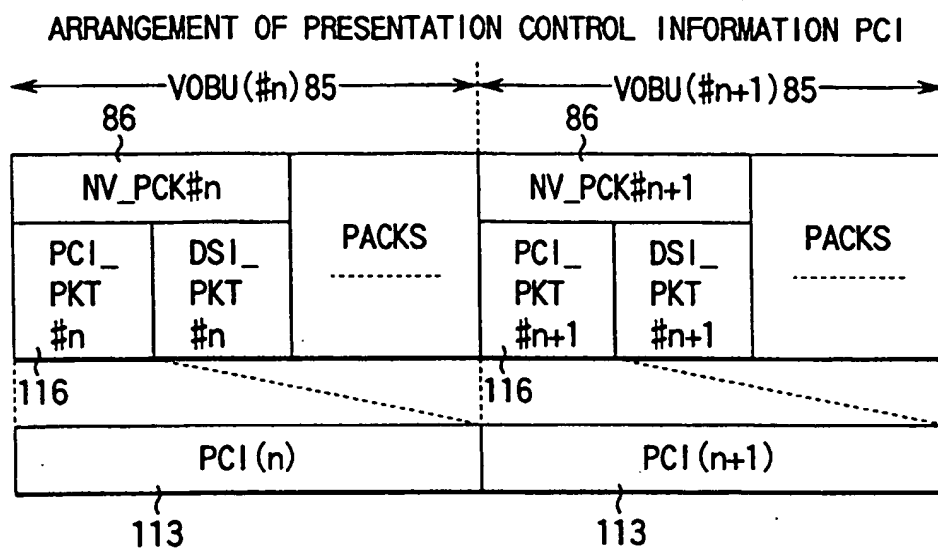 ARRANGEMENT OF PRESENTATION CONTROL INFORMATION PCI
VOBU(#n)85 VOBU(#n+1)85
86 86
NV_PCK#n NV_PCK#n+1
PCI_ DSI_ PACKS PCI_ DSI_ PACKS
PKT PKT PKT PKT
#n #n #n+1 #n+1
116 116
PCI(n) PCI(n+1)
113 113